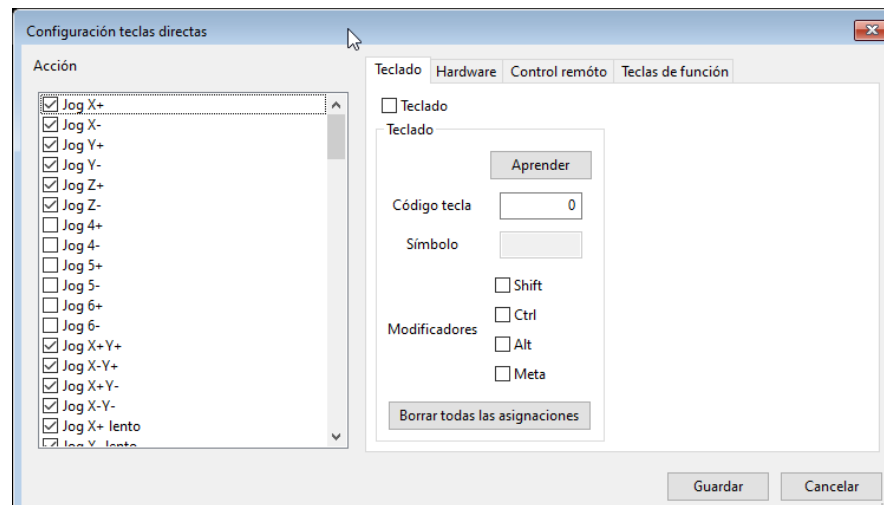 Configuración teclas directas
Acción
Jog X+
Jog X-
Jog Y+
Jog Y-
Jog Z+
Jog Z-
Jog 4+
Jog 4-
Jog 5+
Jog 5-
Jog 6+
Jog 6-
Jog X+Y+
Jog X-Y+
Jog X+Y-
Jog X-Y-
Jog X+ lento
Jog X- lento
Teclado Hardware Control remóto Teclas de función
Teclado
Teclado
Aprender
Código tecla 0
Símbolo
Shift
Ctrl
Modificadores
Alt
Meta
Borrar todas las asignaciones
Guardar Cancelar